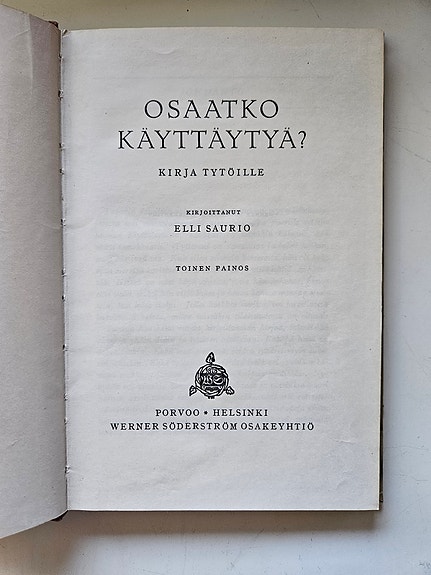 OSAATKO
KÄYTTÄYTYÄ?
KIRJA TYTÖILLE
KIRJOITTANUT
ELLI SAURIO
TOINEN PAINOS
PORVOO • HELSINKI
WERNER SÖDERSTRÖM OSAKEYHTIÖ